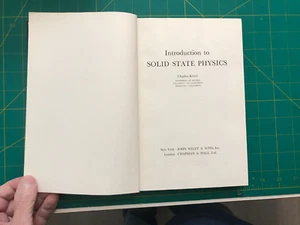 Introduction to
SOLID STATE PHYSICS
Charles Kittel
New York · JOHN WILEY & SONS, Inc.
London · CHAPMAN & HALL, Ltd.